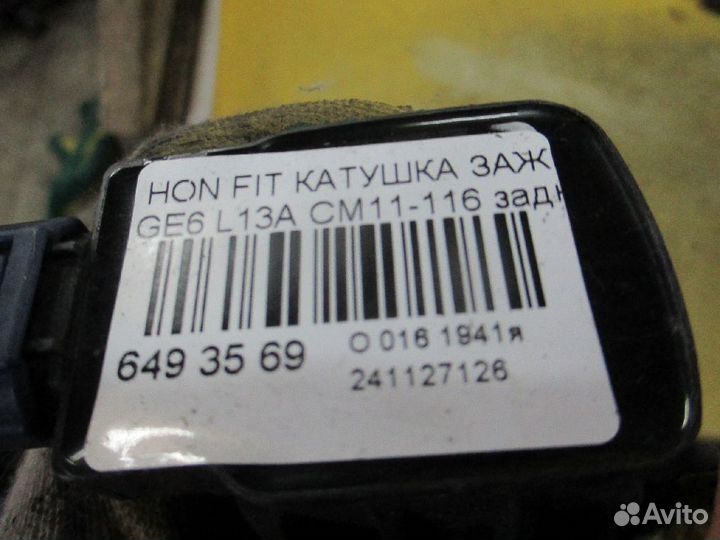 HON FIT КАТУШКА ЗАЖ
GE6 L13A CM11-116 задн
649 35 69
O 016 1941я
241127126
Avito